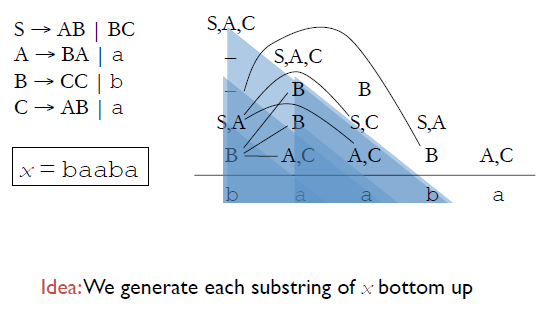 S → AB | BC
A → BA | a
B → CC | b
C → AB | a
x = baaba
S,A,C
– S,A,C
– B B
S,A B S,C S,A
B A,C A,C B A,C
b a a b a
Idea: We generate each substring of x bottom up